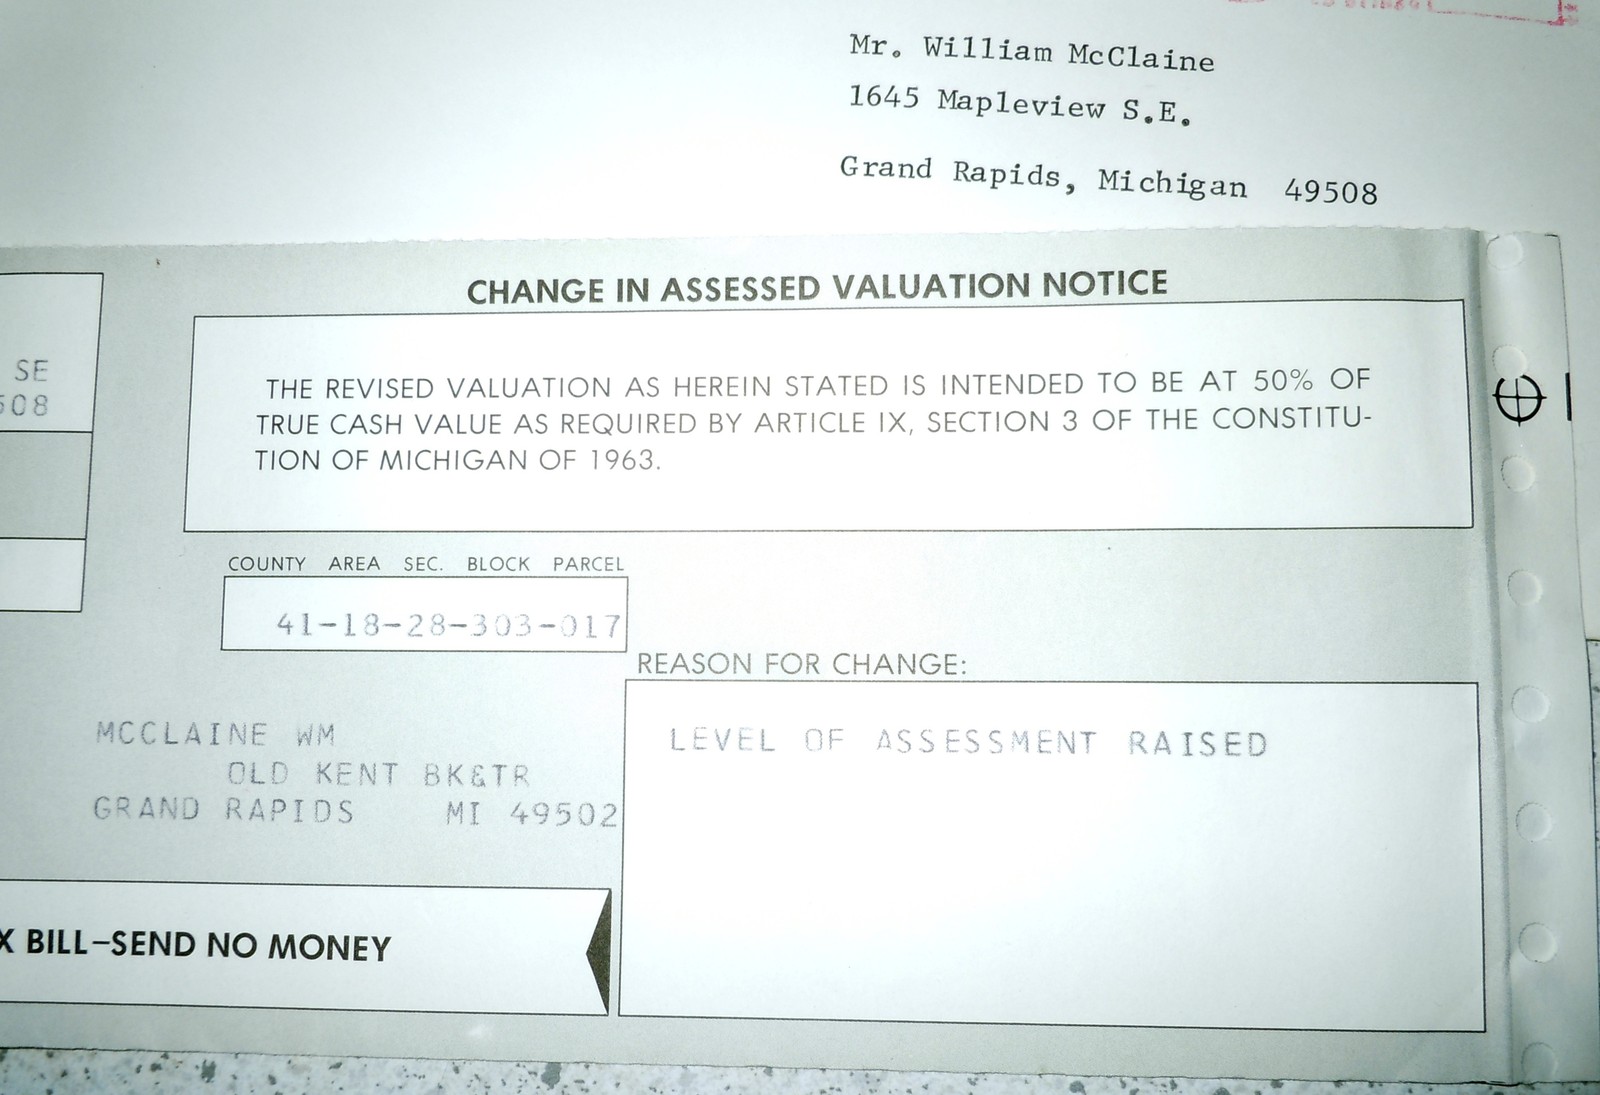 Mr. William McClaine
1645 Mapleview S.E.
Grand Rapids, Michigan 49508
CHANGE IN ASSESSED VALUATION NOTICE
THE REVISED VALUATION AS HEREIN STATED IS INTENDED TO BE AT 50% OF
TRUE CASH VALUE AS REQUIRED BY ARTICLE IX, SECTION 3 OF THE CONSTITU-
TION OF MICHIGAN OF 1963.
SE
508
COUNTY AREA SEC. BLOCK PARCEL
41-18-28-303-017
REASON FOR CHANGE:
LEVEL OF ASSESSMENT RAISED
MCCLAINE WM
OLD KENT BK&TR
GRAND RAPIDS MI 49502
X BILL—SEND NO MONEY